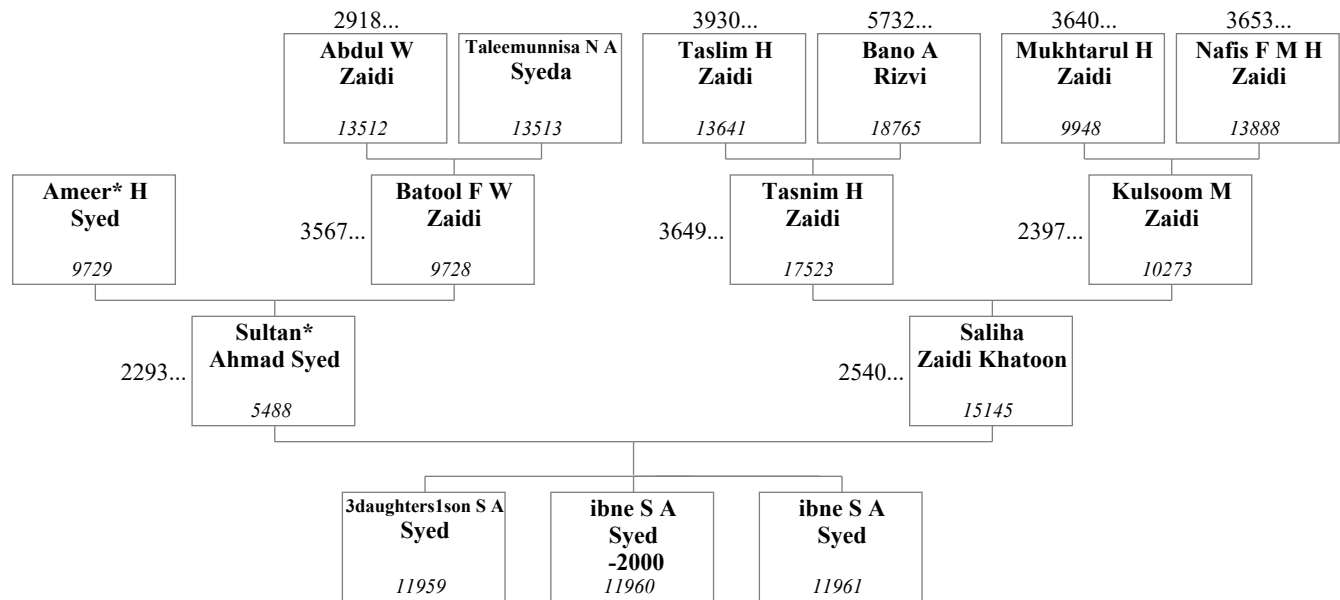 2918...
3930...
5732...
3640...
3653...
Abdul W
Zaidi
13512
Taleemunnisa N A
Syeda
13513
Taslim H
Zaidi
13641
Bano A
Rizvi
18765
Mukhtarul H
Zaidi
9948
Nafis F M H
Zaidi
13888
Ameer* H
Syed
9729
3567...
Batool F W
Zaidi
9728
3649...
Tasnim H
Zaidi
17523
2397...
Kulsoom M
Zaidi
10273
2293...
Sultan*
Ahmad Syed
5488
2540...
Saliha
Zaidi Khatoon
15145
3daughters1son S A
Syed
11959
ibne S A
Syed
-2000
11960
ibne S A
Syed
11961